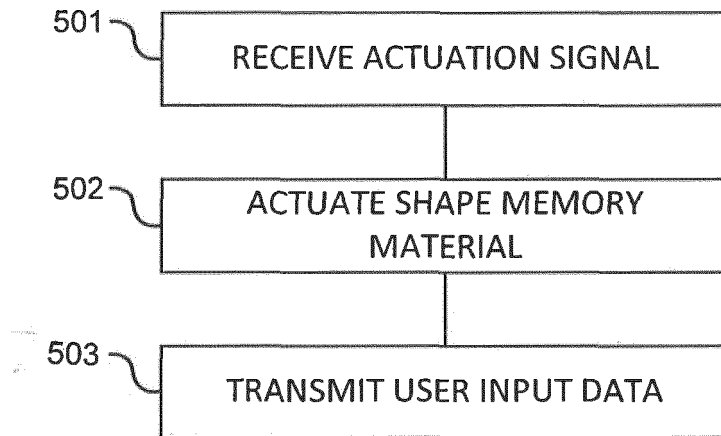 501
RECEIVE ACTUATION SIGNAL
502
ACTUATE SHAPE MEMORY
MATERIAL
503
TRANSMIT USER INPUT DATA